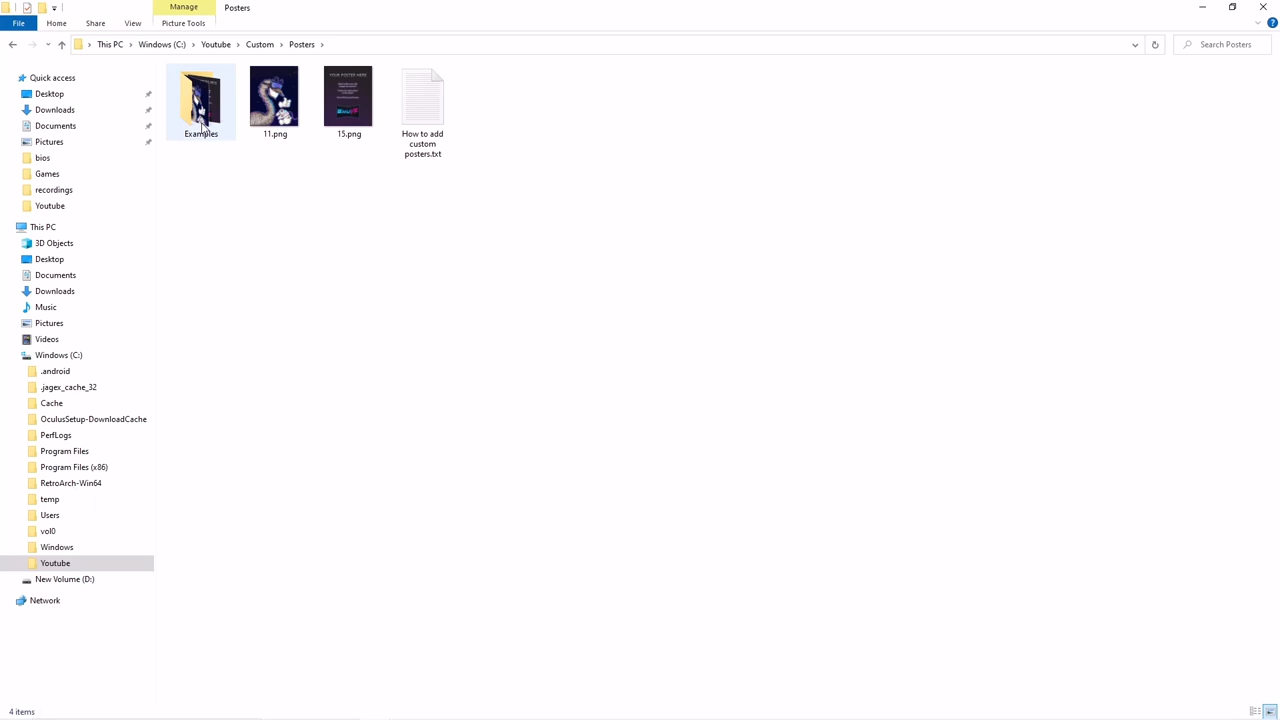 Manage
Posters
File
Home
Share
View
Picture Tools
This PC
Windows (C:)
Youtube
Custom
Posters
Search Posters
Quick access
Desktop
Downloads
Documents
Pictures
bios
Games
recordings
Youtube
This PC
3D Objects
Desktop
Documents
Downloads
Music
Pictures
Videos
Windows (C:)
.android
.jagex_cache_32
Cache
OculusSetup-DownloadCache
PerfLogs
Program Files
Program Files (x86)
RetroArch-Win64
temp
Users
vol0
Windows
Youtube
New Volume (D:)
Network
Examples
11.png
YOUR POSTER HERE
15.png
How to add
custom
posters.txt
4 items